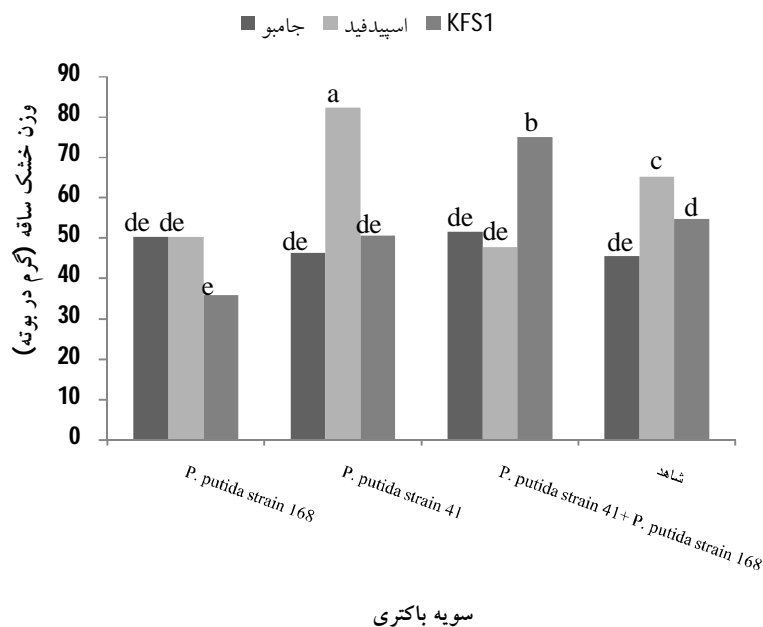 جامبو اسپیدفید KFS1
وزن خشک ساقه (گرم در بوته)
90
80
70
60
50
40
30
20
10
0
de de e
de a de
de de b
de c d
P. putida strain 168
P. putida strain 41
P. putida strain 41+ P. putida strain 168
شاهد
سویه باکتری